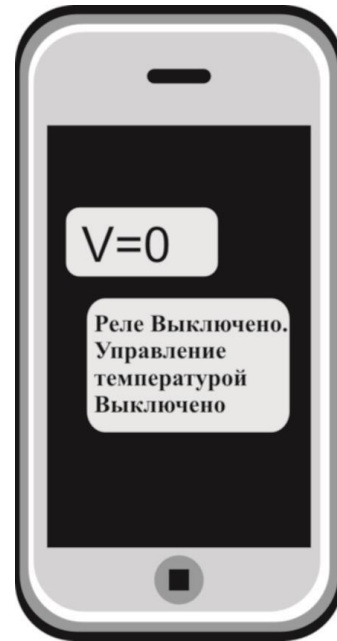 V=0
Реле Выключено.
Управление
температурой
Выключено